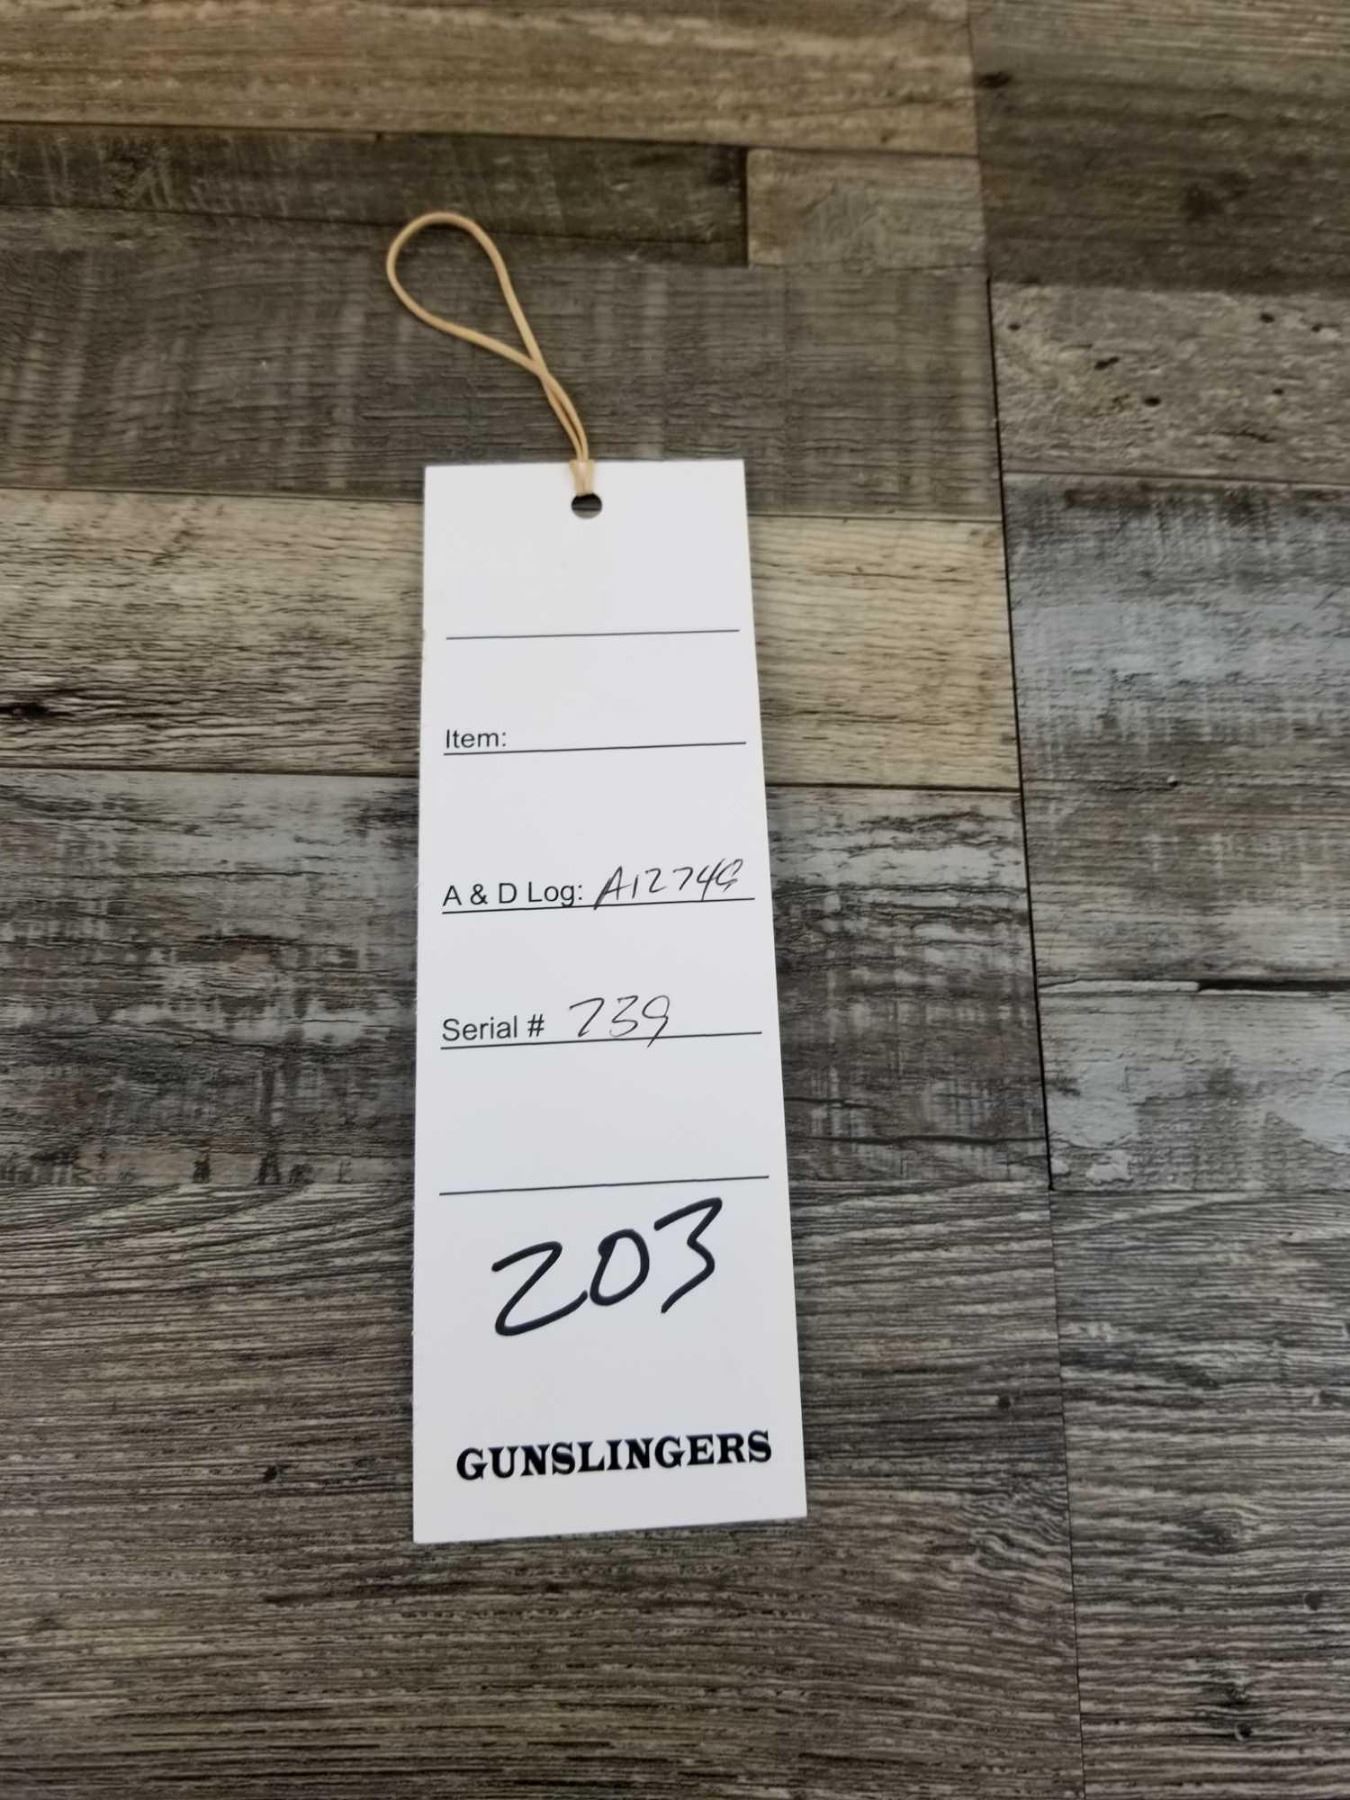 Item:
A & D Log: A12749
Serial # 739
203
GUNSLINGERS